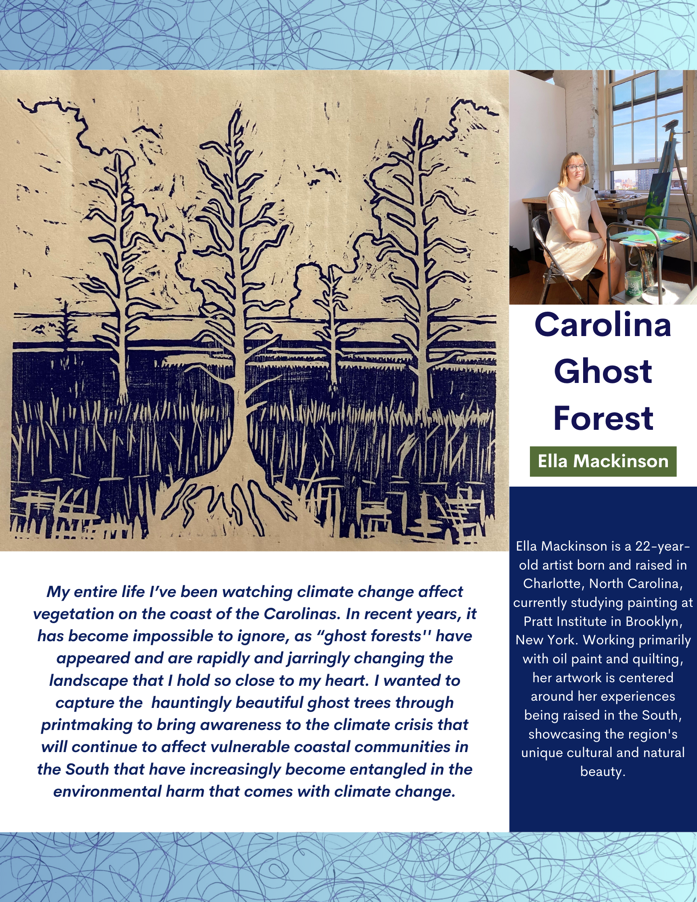 Carolina
Ghost
Forest
Ella Mackinson
My entire life I’ve been watching climate change affect
vegetation on the coast of the Carolinas. In recent years, it
has become impossible to ignore, as “ghost forests'' have
appeared and are rapidly and jarringly changing the
landscape that I hold so close to my heart. I wanted to
capture the  hauntingly beautiful ghost trees through
printmaking to bring awareness to the climate crisis that
will continue to affect vulnerable coastal communities in
the South that have increasingly become entangled in the
environmental harm that comes with climate change.
Ella Mackinson is a 22-year-
old artist born and raised in
Charlotte, North Carolina,
currently studying painting at
Pratt Institute in Brooklyn,
New York. Working primarily
with oil paint and quilting,
her artwork is centered
around her experiences
being raised in the South,
showcasing the region's
unique cultural and natural
beauty.